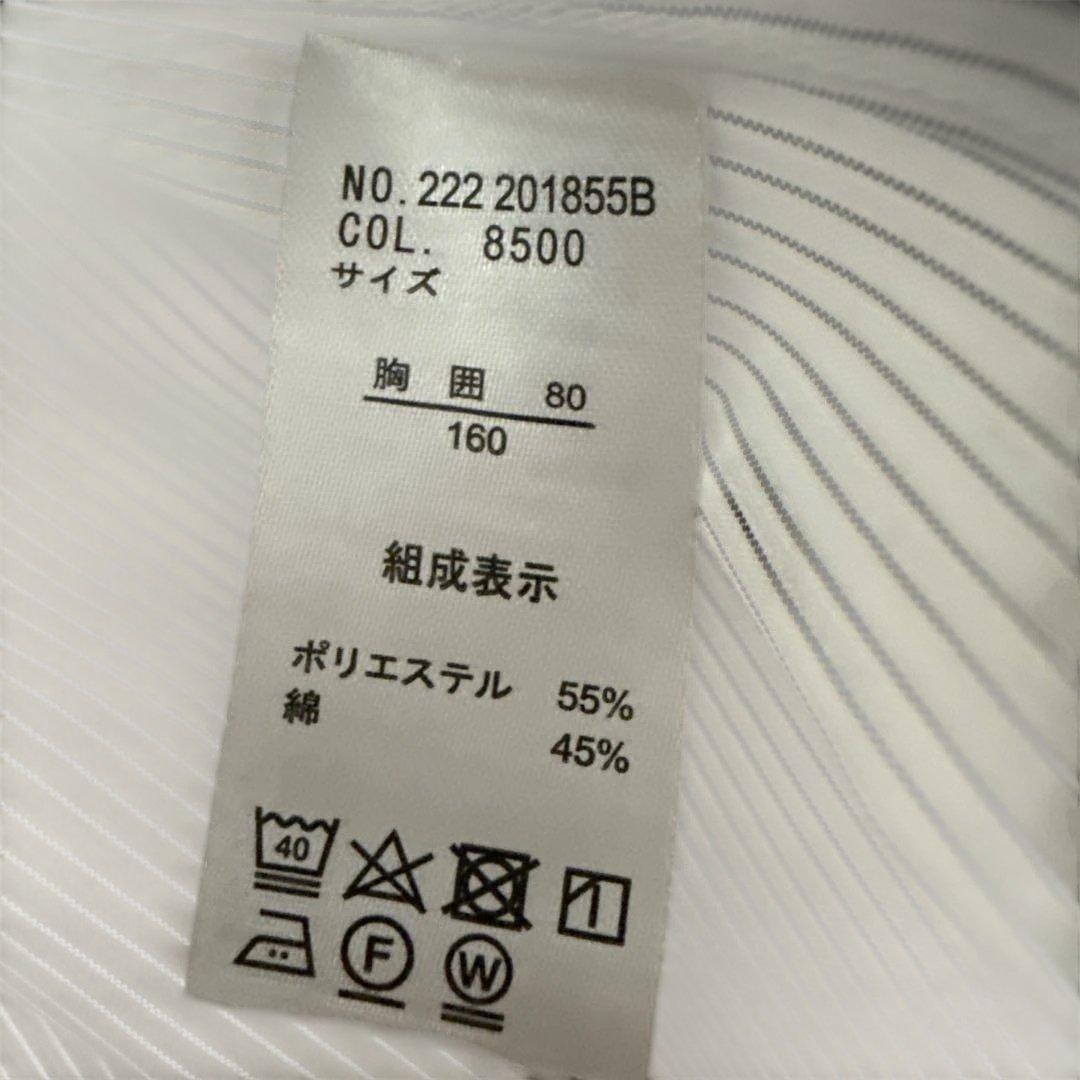 NO.222 201855B
COL. 8500
サイズ
胸 囲 80
160
組成表示
ポリエステル 55%
綿 45%
40
F W